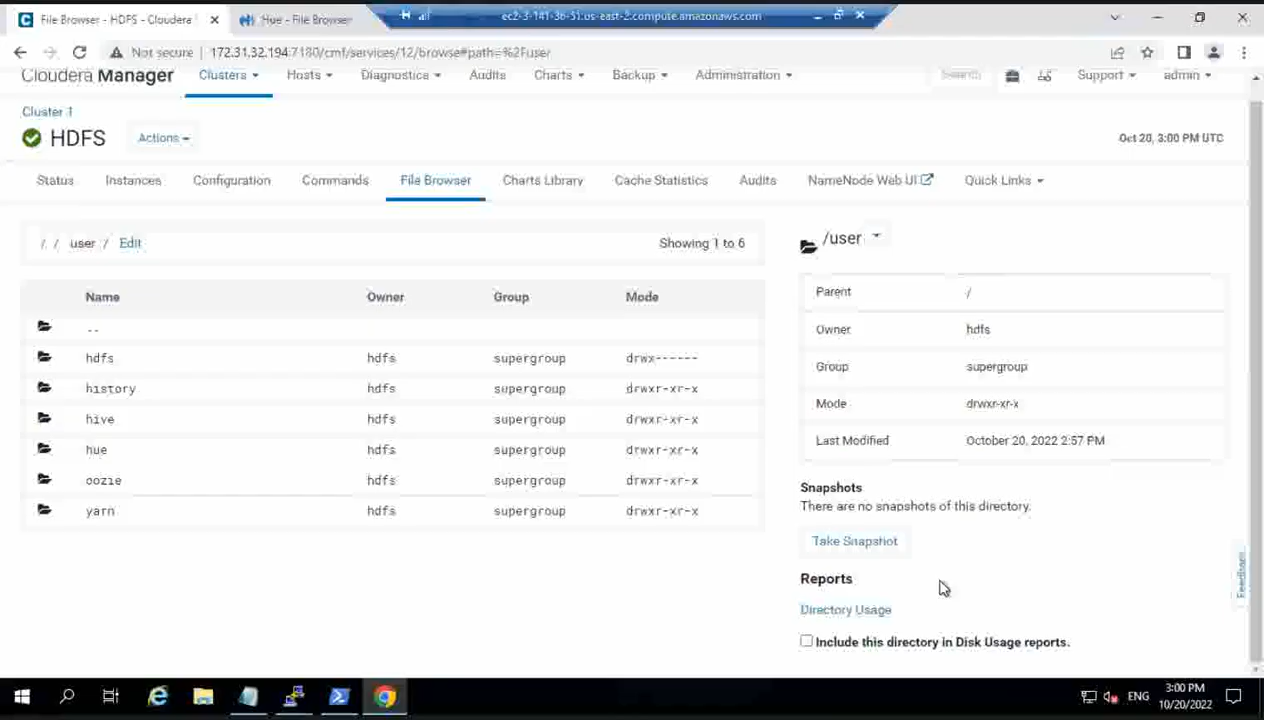 File Browser - HDFS - Cloudera
Hue - File Browser
ec2-3-141-3b-51.us-east-2.compute.amazonaws.com
Not secure
172.31.32.194:7180/cmf/services/12/browse#path=%2Fuser
Cloudera Manager
Clusters
Hosts
Diagnostics
Audits
Charts
Backup
Administration
Search
Support
admin
Cluster 1
HDFS
Actions
Oct 20, 3:00 PM UTC
Status
Instances
Configuration
Commands
File Browser
Charts Library
Cache Statistics
Audits
NameNode Web UI
Quick Links
/ / user / Edit
Showing 1 to 6
Name Owner Group Mode
..
hdfs hdfs supergroup drwx------
history hdfs supergroup drwxr-xr-x
hive hdfs supergroup drwxr-xr-x
hue hdfs supergroup drwxr-xr-x
oozie hdfs supergroup drwxr-xr-x
yarn hdfs supergroup drwxr-xr-x
/user
Parent /
Owner hdfs
Group supergroup
Mode drwxr-xr-x
Last Modified October 20, 2022 2:57 PM
Snapshots
There are no snapshots of this directory.
Take Snapshot
Reports
Directory Usage
Include this directory in Disk Usage reports.
Feedback
ENG
3:00 PM
10/20/2022